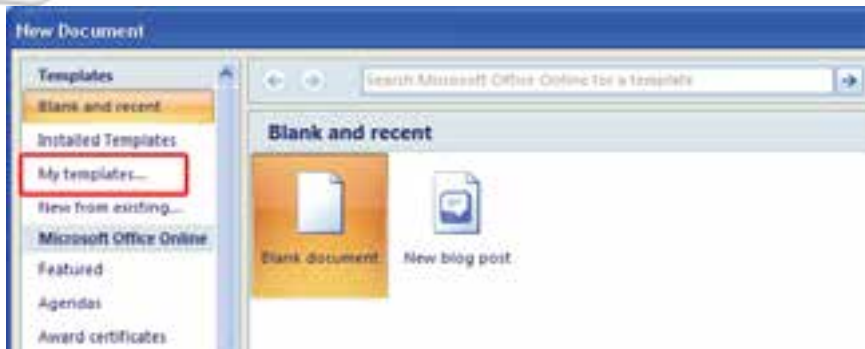 New Document
Templates
Blank and recent
Installed Templates
My templates...
New from existing...
Microsoft Office Online
Featured
Agendas
Award certificates
Search Microsoft Office Online for a template
Blank and recent
Blank document
New blog post